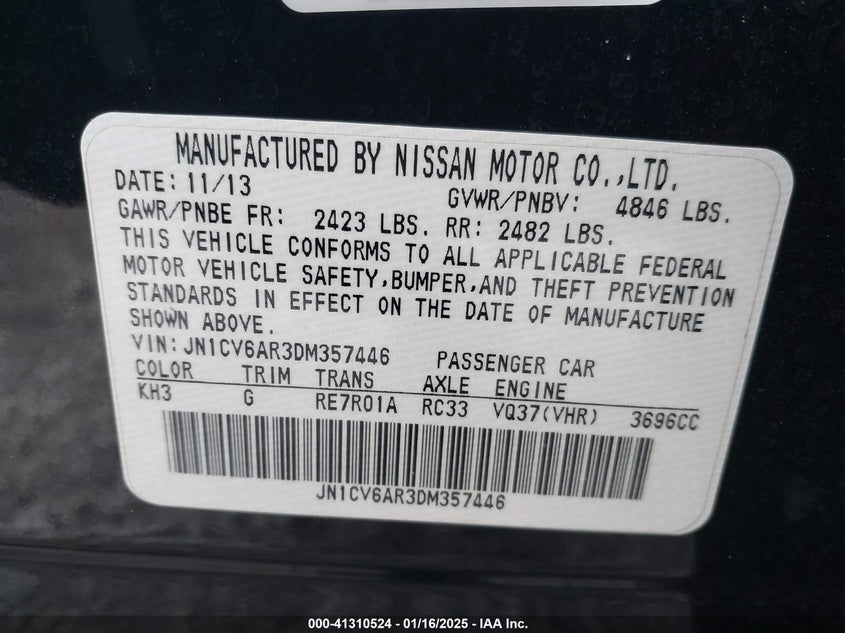 MANUFACTURED BY NISSAN MOTOR CO.,LTD.
DATE: 11/13 GVWR/PNBV: 4846 LBS.
GAWR/PNBE FR: 2423 LBS. RR: 2482 LBS.
THIS VEHICLE CONFORMS TO ALL APPLICABLE FEDERAL
MOTOR VEHICLE SAFETY,BUMPER,AND THEFT PREVENTION
STANDARDS IN EFFECT ON THE DATE OF MANUFACTURE
SHOWN ABOVE.
VIN:JN1CV6AR3DM357446 PASSENGER CAR
COLOR TRIM TRANS AXLE ENGINE
KH3 G RE7R01A RC33 VQ37(VHR) 3696CC
JN1CV6AR3DM357446
000-41310524 — 01/16/2025 — IAA Inc.